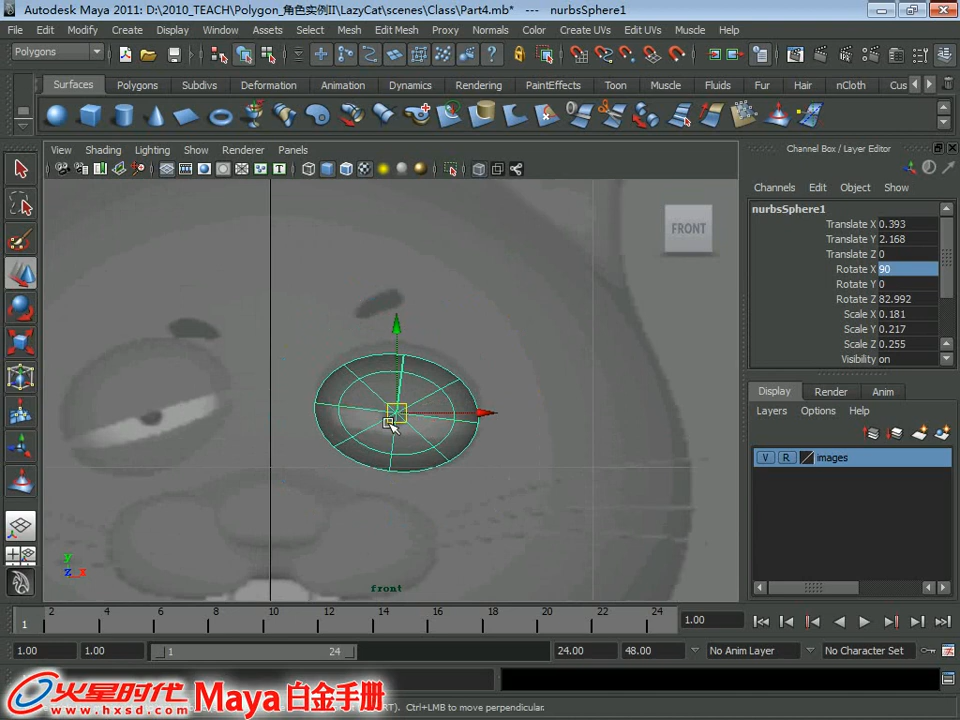 Autodesk Maya 2011: D:\2010_TEACH\Polygon_角色实例II\LazyCat\scenes\Class\Part4.mb* --- nurbsSphere1
File Edit Modify Create Display Window Assets Select Mesh Edit Mesh Proxy Normals Color Create UVs Edit UVs Muscle Help
Polygons
Surfaces Polygons Subdivs Deformation Animation Dynamics Rendering PaintEffects Toon Muscle Fluids Fur Hair nCloth Cus
View Shading Lighting Show Renderer Panels
Channel Box / Layer Editor
Channels Edit Object Show
nurbsSphere1
Translate X 0.393
Translate Y 2.168
Translate Z 0
Rotate X 90
Rotate Y 0
Rotate Z 82.992
Scale X 0.181
Scale Y 0.217
Scale Z 0.255
Visibility on
FRONT
Display Render Anim
Layers Options Help
V R images
y
z x
front
2 4 6 8 10 12 14 16 18 20 22 24
1
1.00
1.00 1.00 1 24 24.00 48.00 No Anim Layer No Character Set
火星时代 Maya 白金手册
www.hxsd.com
RT). Ctrl+LMB to move perpendicular.